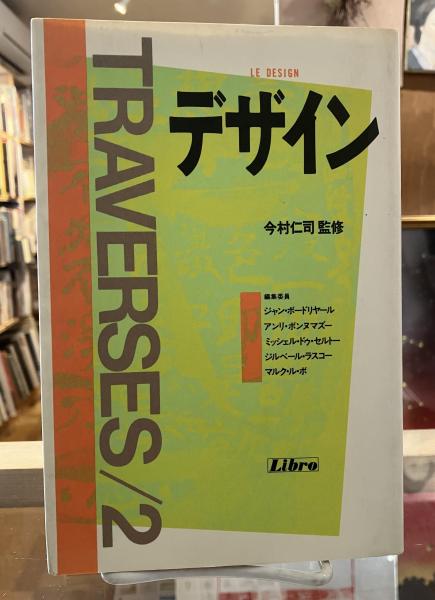 TRAVERSES/2
LE DESIGN
デザイン
今村仁司 監修
編集委員
ジャン・ボードリヤール
アンリ・ボンヌマズー
ミッシェル・ドゥ・セルトー
ジルベール・ラスコー
マルク・ル・ボ
Libro